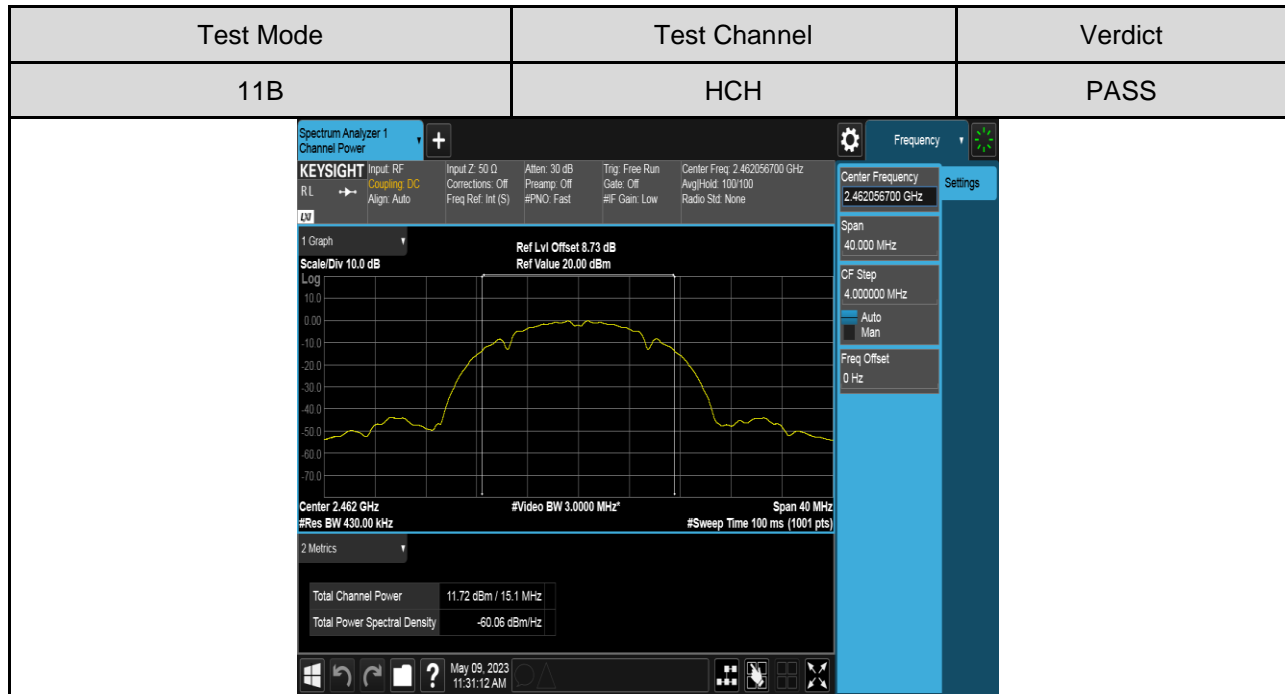 Test Mode
Test Channel
Verdict
11B
HCH
PASS
Spectrum Analyzer 1
Channel Power
+
Frequency
KEYSIGHT
RL
LXI
Input: RF
Coupling: DC
Align: Auto
Input Z: 50 Ω
Corrections: Off
Freq Ref: Int (S)
Atten: 30 dB
Preamp: Off
#PNO: Fast
Trig: Free Run
Gate: Off
#IF Gain: Low
Center Freq: 2.462056700 GHz
Avg|Hold: 100/100
Radio Std: None
Center Frequency
2.462056700 GHz
Settings
Span
40.000 MHz
CF Step
4.000000 MHz
Auto
Man
Freq Offset
0 Hz
1 Graph
Ref Lvl Offset 8.73 dB
Scale/Div 10.0 dB
Ref Value 20.00 dBm
Log
10.0
0.00
-10.0
-20.0
-30.0
-40.0
-50.0
-60.0
-70.0
Center 2.462 GHz
#Video BW 3.0000 MHz*
Span 40 MHz
#Res BW 430.00 kHz
#Sweep Time 100 ms (1001 pts)
2 Metrics
Total Channel Power
11.72 dBm / 15.1 MHz
Total Power Spectral Density
-60.06 dBm/Hz
?
May 09, 2023
11:31:12 AM